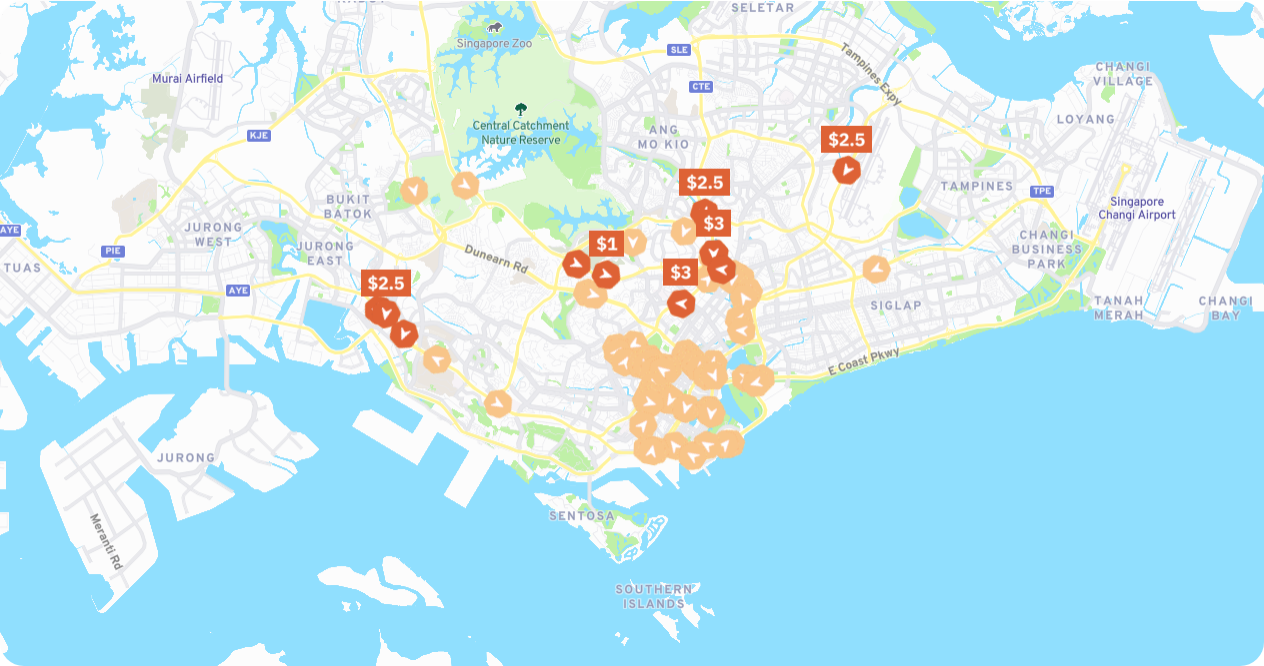 SELETAR
Singapore Zoo
SLE
Tampines Expy
CHANGI
VILLAGE
Murai Airfield
CTE
Central Catchment
Nature Reserve
LOYANG
KJE
ANG
MO KIO
$2.5
TAMPINES
TPE
$2.5
BUKIT
BATOK
Singapore
Changi Airport
JURONG
WEST
AYE
PIE
JURONG
EAST
$3
$1
CHANGI
BUSINESS
PARK
TUAS
Dunearn Rd
$3
$2.5
AYE
SIGLAP
TANAH
MERAH
CHANGI
BAY
E Coast Pkwy
JURONG
Meranti Rd
SENTOSA
SOUTHERN
ISLANDS